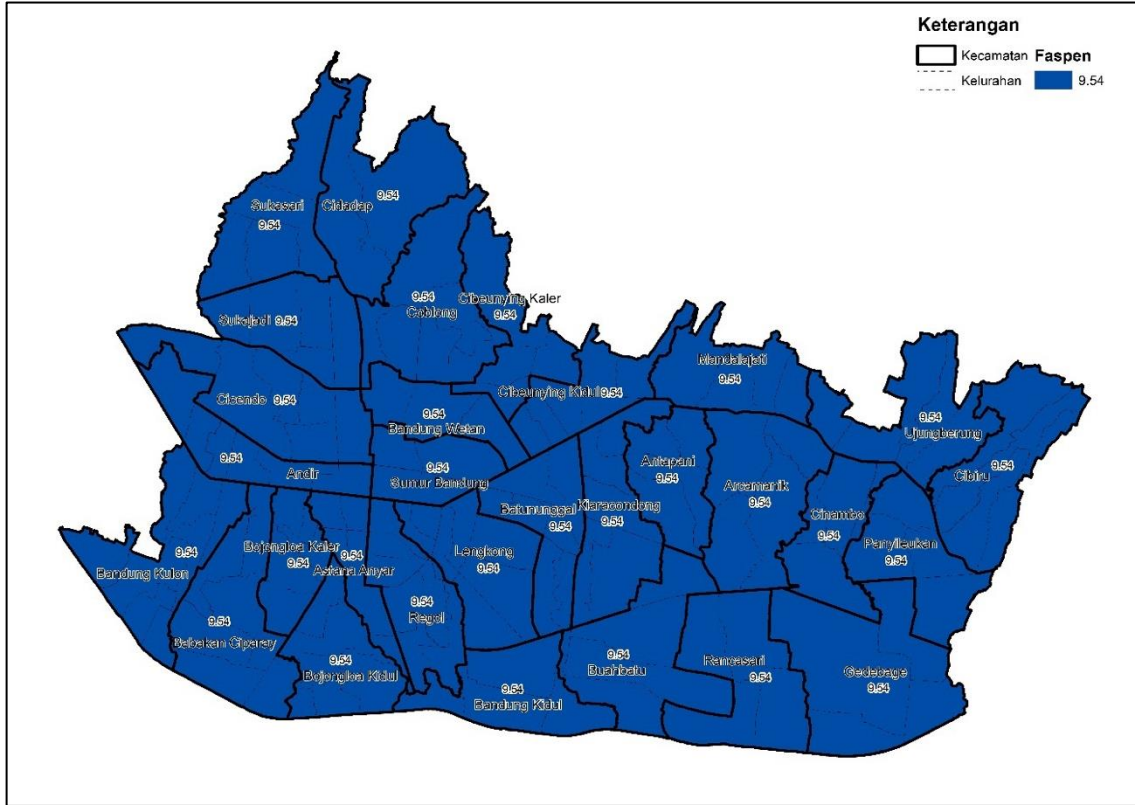 Keterangan
Kecamatan Faspen
Kelurahan 9.54
9.54
Sukasari Cidadap
9.54
9.54
Coblong
Cibeunying Kaler
9.54
Sukajadi 9.54
Mandalajati
9.54
Cibeunying Kidul 9.54
Cicendo 9.54
9.54
Bandung Wetan
9.54
Ujungberung
9.54
Andir
9.54
Sumur Bandung
Antapani
9.54
Arcamanik
9.54
Cibiru 9.54
Batununggal
9.54
Kiaracondong
9.54
Cinambo
9.54
Panyileukan
9.54
9.54
Bandung Kulon
Bojongloa Kaler
9.54
9.54
Astana Anyar
Lengkong
9.54
9.54
Babakan Ciparay
9.54
Regol
9.54
Bojongloa Kidul
9.54
Buahbatu
Rancasari
9.54
Gedebage
9.54
9.54
Bandung Kidul